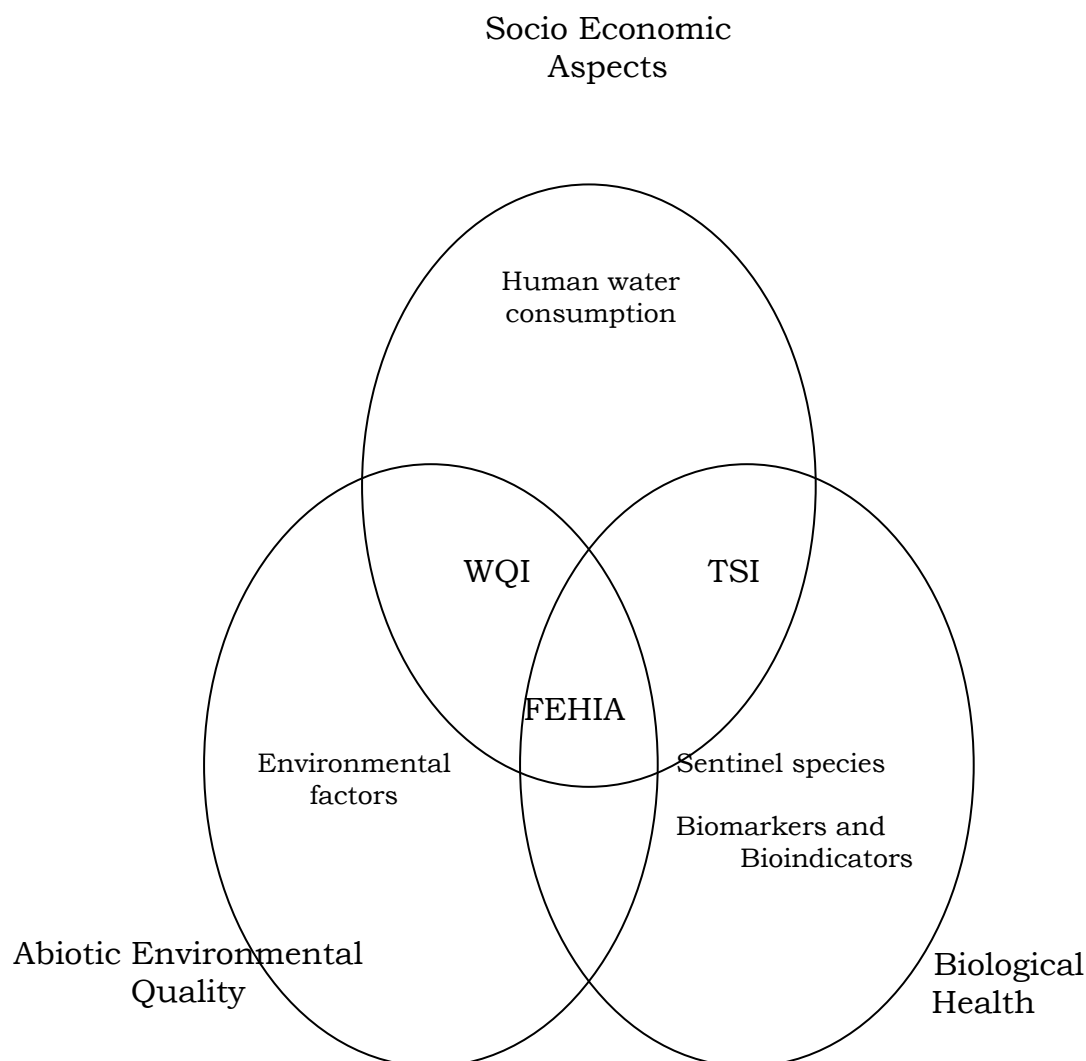 Socio Economic
Aspects
Human water
consumption
WQI
TSI
FEHIA
Environmental
factors
Sentinel species
Biomarkers and
Bioindicators
Abiotic Environmental
Quality
Biological
Health